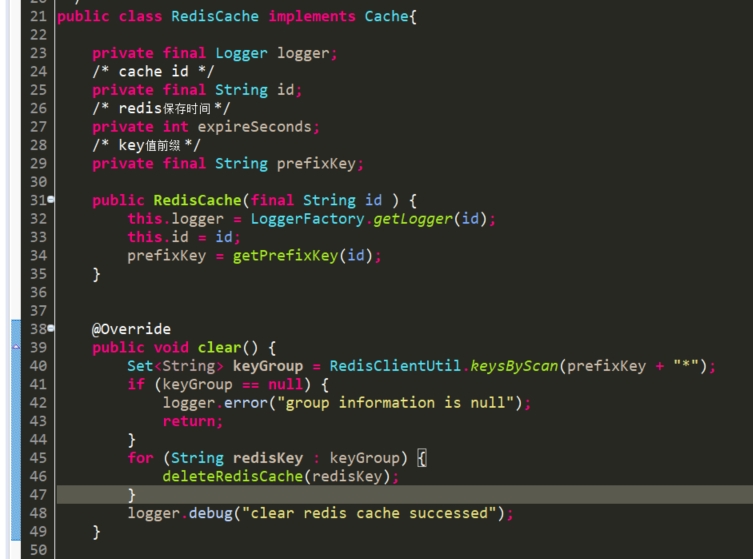 21 public class RedisCache implements Cache{
22
23     private final Logger logger;
24     /* cache id */
25     private final String id;
26     /* redis保存时间*/
27     private int expireSeconds;
28     /* key值前缀*/
29     private final String prefixKey;
30
31     public RedisCache(final String id ) {
32         this.logger = LoggerFactory.getLogger(id);
33         this.id = id;
34         prefixKey = getPrefixKey(id);
35     }
36
37
38     @Override
39     public void clear() {
40         Set<String> keyGroup = RedisClientUtil.keysByScan(prefixKey + "*");
41         if (keyGroup == null) {
42             logger.error("group information is null");
43             return;
44         }
45         for (String redisKey : keyGroup) {
46             deleteRedisCache(redisKey);
47         }
48         logger.debug("clear redis cache successed");
49     }
50